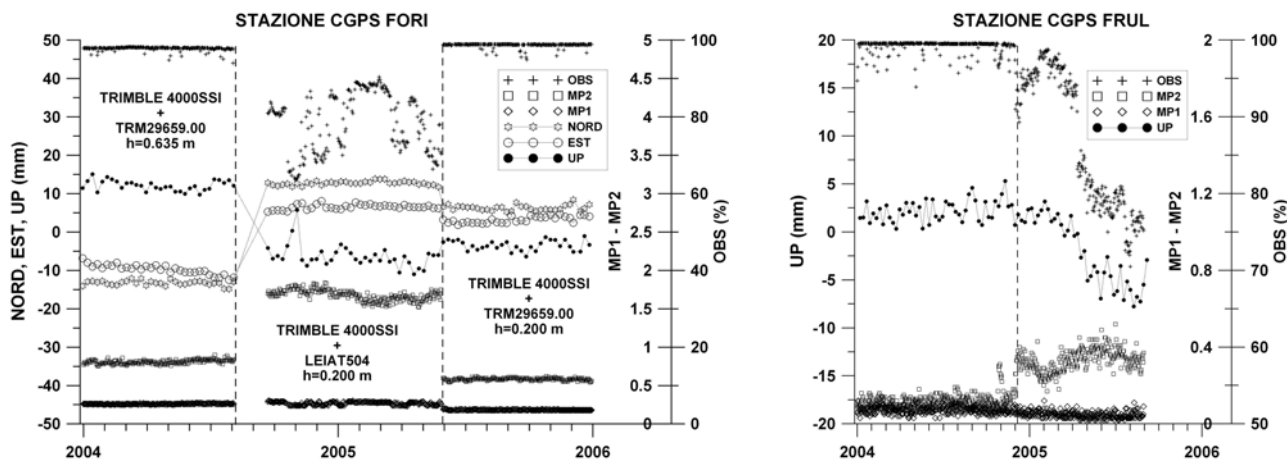 STAZIONE CGPS FORI
NORD, EST, UP (mm)
50
40
30
20
10
0
-10
-20
-30
-40
-50
TRIMBLE 4000SSI
+
TRM29659.00
h=0.635 m
TRIMBLE 4000SSI
+
LEIAT504
h=0.200 m
TRIMBLE 4000SSI
+
TRM29659.00
h=0.200 m
OBS
MP2
MP1
NORD
EST
UP
MP1 - MP2
5
4.5
4
3.5
3
2.5
2
1.5
1
0.5
0
OBS (%)
100
80
60
40
20
0
2004
2005
2006
STAZIONE CGPS FRUL
UP (mm)
20
15
10
5
0
-5
-10
-15
-20
OBS
MP2
MP1
UP
MP1 - MP2
2
1.6
1.2
0.8
0.4
0
OBS (%)
100
90
80
70
60
50
2004
2005
2006